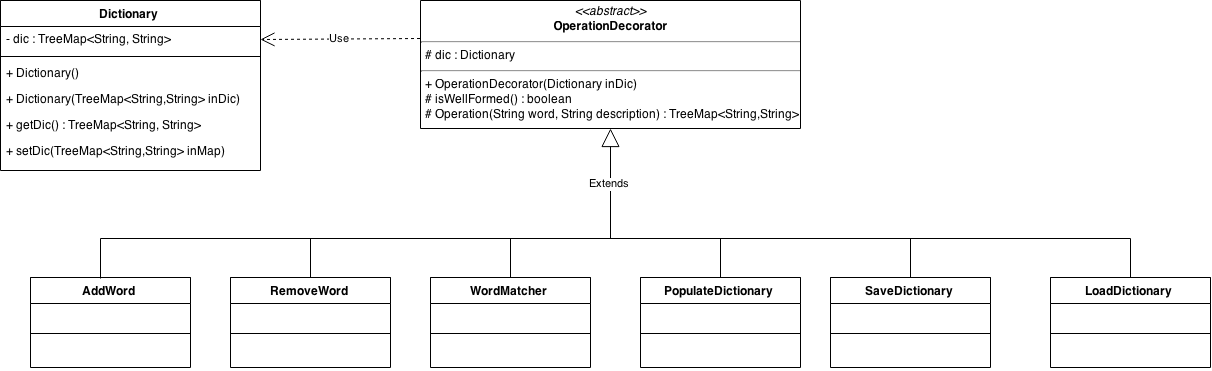 Dictionary
- dic : TreeMap<String, String>
+ Dictionary()
+ Dictionary(TreeMap<String,String> inDic)
+ getDic() : TreeMap<String, String>
+ setDic(TreeMap<String,String> inMap)
Use
<<abstract>>
OperationDecorator
# dic : Dictionary
+ OperationDecorator(Dictionary inDic)
# isWellFormed() : boolean
# Operation(String word, String description) : TreeMap<String,String>
Extends
AddWord
RemoveWord
WordMatcher
PopulateDictionary
SaveDictionary
LoadDictionary